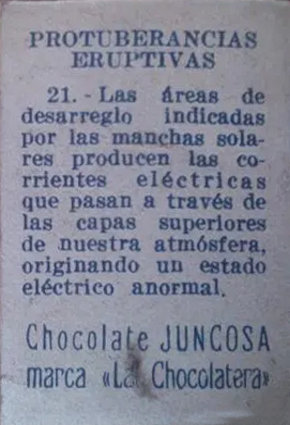 PROTUBERANCIAS
ERUPTIVAS
21. - Las áreas de
desarreglo indicadas
por las manchas sola-
res producen las co-
rrientes eléctricas
que pasan a través de
las capas superiores
de nuestra atmósfera,
originando un estado
eléctrico anormal.
Chocolate JUNCOSA
marca «La Chocolatera»